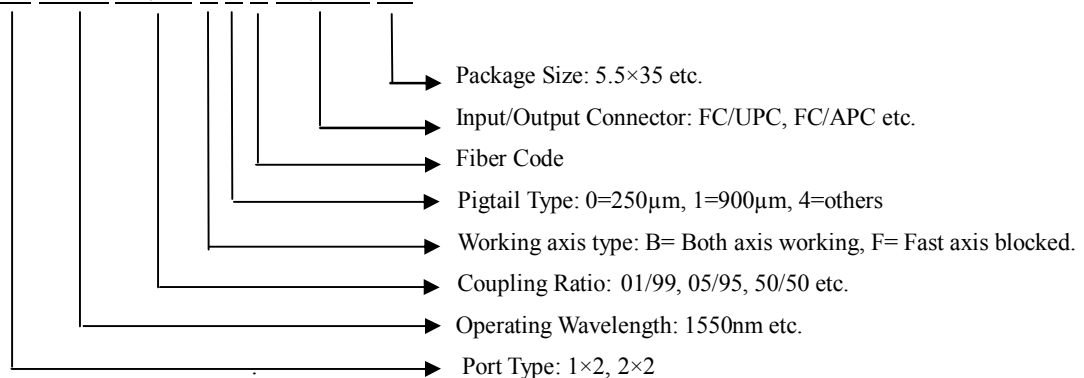 Package Size: 5.5×35 etc.
Input/Output Connector: FC/UPC, FC/APC etc.
Fiber Code
Pigtail Type: 0=250μm, 1=900μm, 4=others
Working axis type: B= Both axis working, F= Fast axis blocked.
Coupling Ratio: 01/99, 05/95, 50/50 etc.
Operating Wavelength: 1550nm etc.
Port Type: 1×2, 2×2